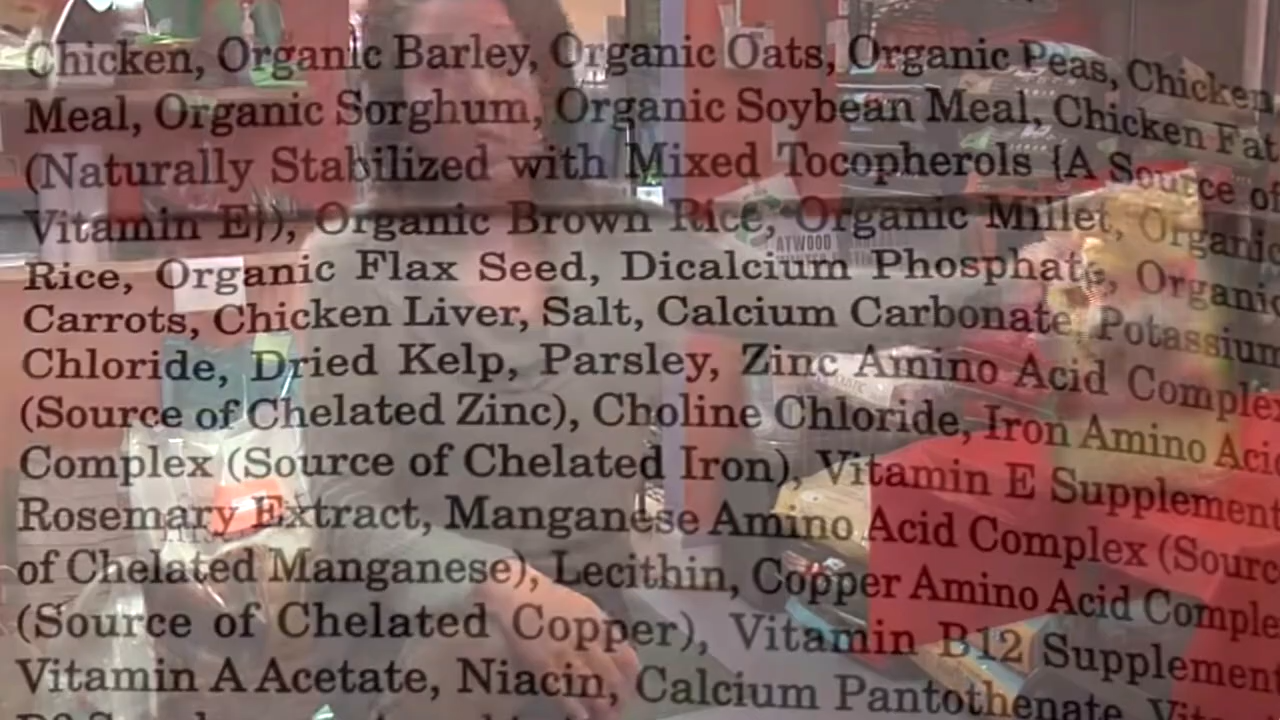 Chicken, Organic Barley, Organic Oats, Organic Peas, Chicken
Meal, Organic Sorghum, Organic Soybean Meal, Chicken Fat
(Naturally Stabilized with Mixed Tocopherols {A Source of
Vitamin E}), Organic Brown Rice, Organic Millet, Organic
Rice, Organic Flax Seed, Dicalcium Phosphate, Organic
Carrots, Chicken Liver, Salt, Calcium Carbonate, Potassium
Chloride, Dried Kelp, Parsley, Zinc Amino Acid Complex
(Source of Chelated Zinc), Choline Chloride, Iron Amino Acid
Complex (Source of Chelated Iron), Vitamin E Supplement
Rosemary Extract, Manganese Amino Acid Complex (Sourc
of Chelated Manganese), Lecithin, Copper Amino Acid Comple
(Source of Chelated Copper), Vitamin B12 Supplement
Vitamin A Acetate, Niacin, Calcium Pantothenate,
ATWOOD